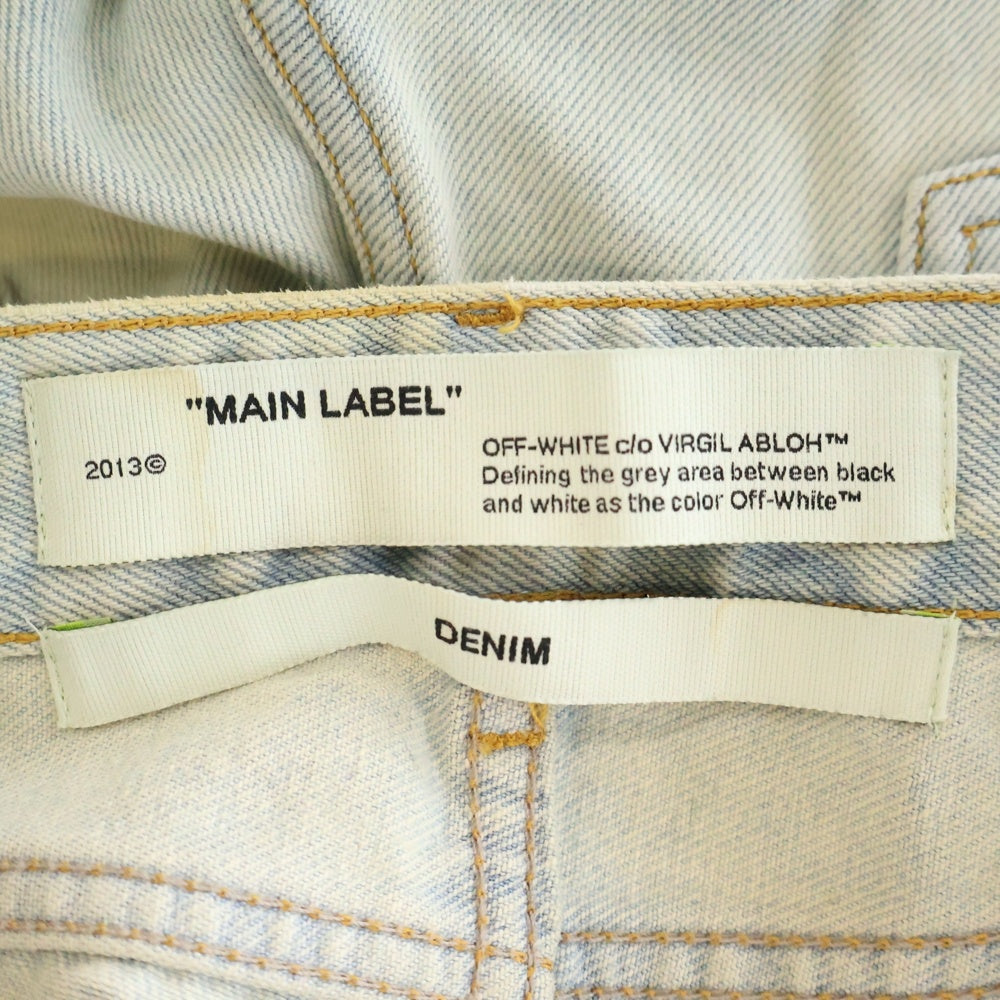 "MAIN LABEL"
2013©
OFF-WHITE c/o VIRGIL ABLOH™
Defining the grey area between black
and white as the color Off-White™
DENIM